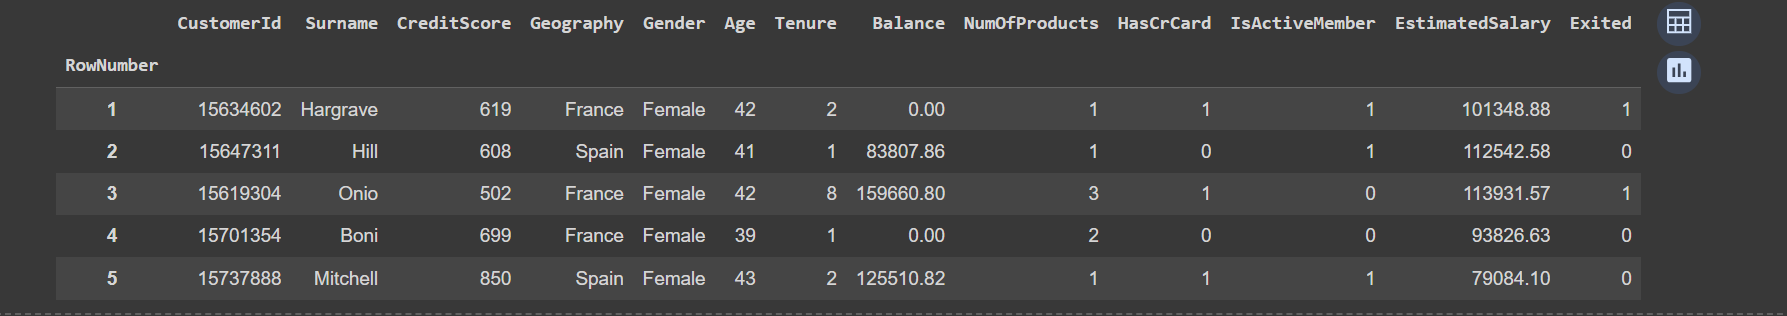 CustomerId Surname CreditScore Geography Gender Age Tenure Balance NumOfProducts HasCrCard IsActiveMember EstimatedSalary Exited
RowNumber
1 15634602 Hargrave 619 France Female 42 2 0.00 1 1 1 101348.88 1
2 15647311 Hill 608 Spain Female 41 1 83807.86 1 0 1 112542.58 0
3 15619304 Onio 502 France Female 42 8 159660.80 3 1 0 113931.57 1
4 15701354 Boni 699 France Female 39 1 0.00 2 0 0 93826.63 0
5 15737888 Mitchell 850 Spain Female 43 2 125510.82 1 1 1 79084.10 0